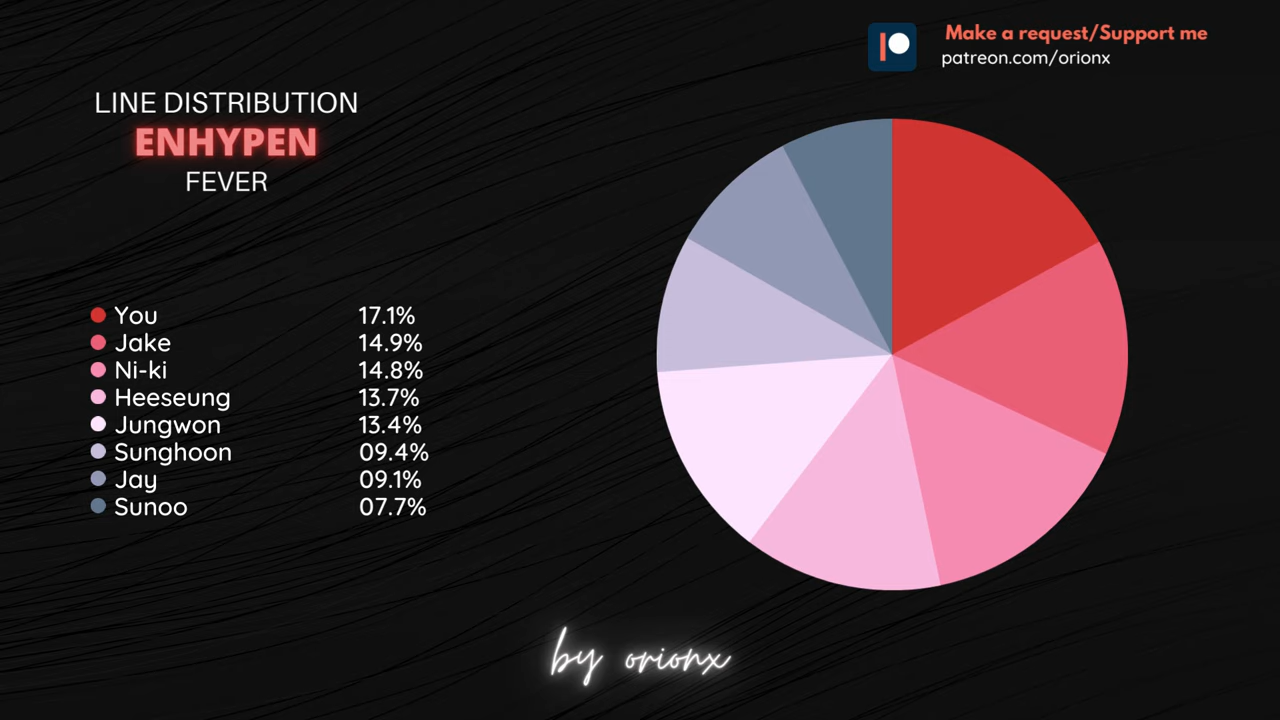 Make a request/Support me
patreon.com/orionx
LINE DISTRIBUTION
ENHYPEN
FEVER
You 17.1%
Jake 14.9%
Ni-ki 14.8%
Heeseung 13.7%
Jungwon 13.4%
Sunghoon 09.4%
Jay 09.1%
Sunoo 07.7%
by orionx